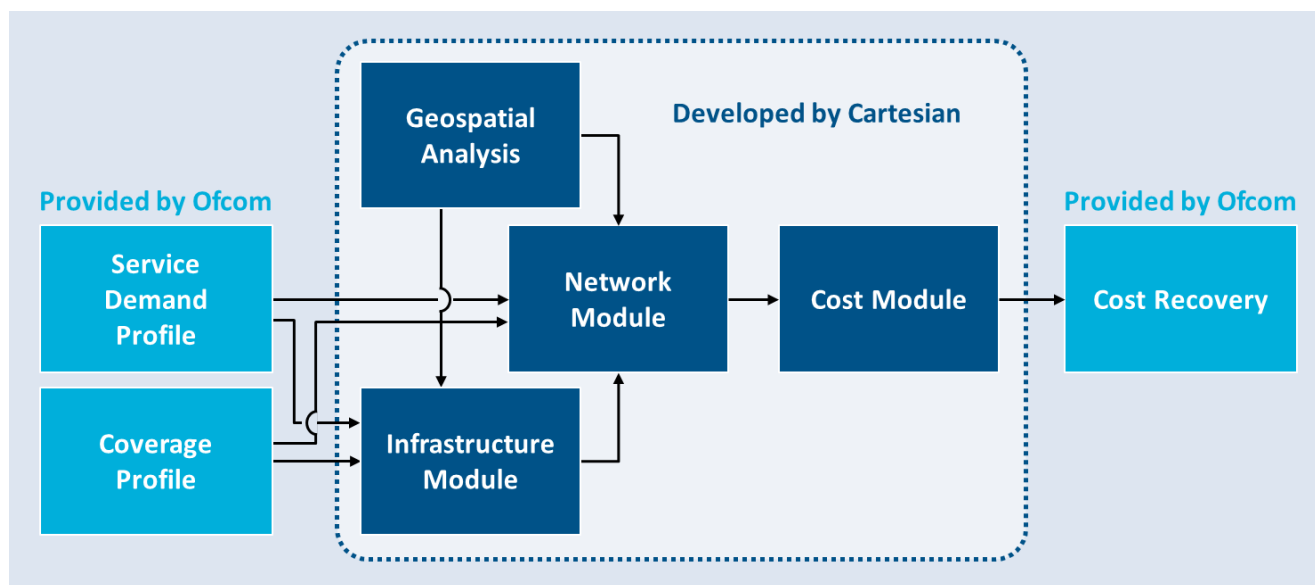 Geospatial
Analysis
Developed by Cartesian
Provided by Ofcom
Service
Demand
Profile
Coverage
Profile
Network
Module
Infrastructure
Module
Cost Module
Provided by Ofcom
Cost Recovery